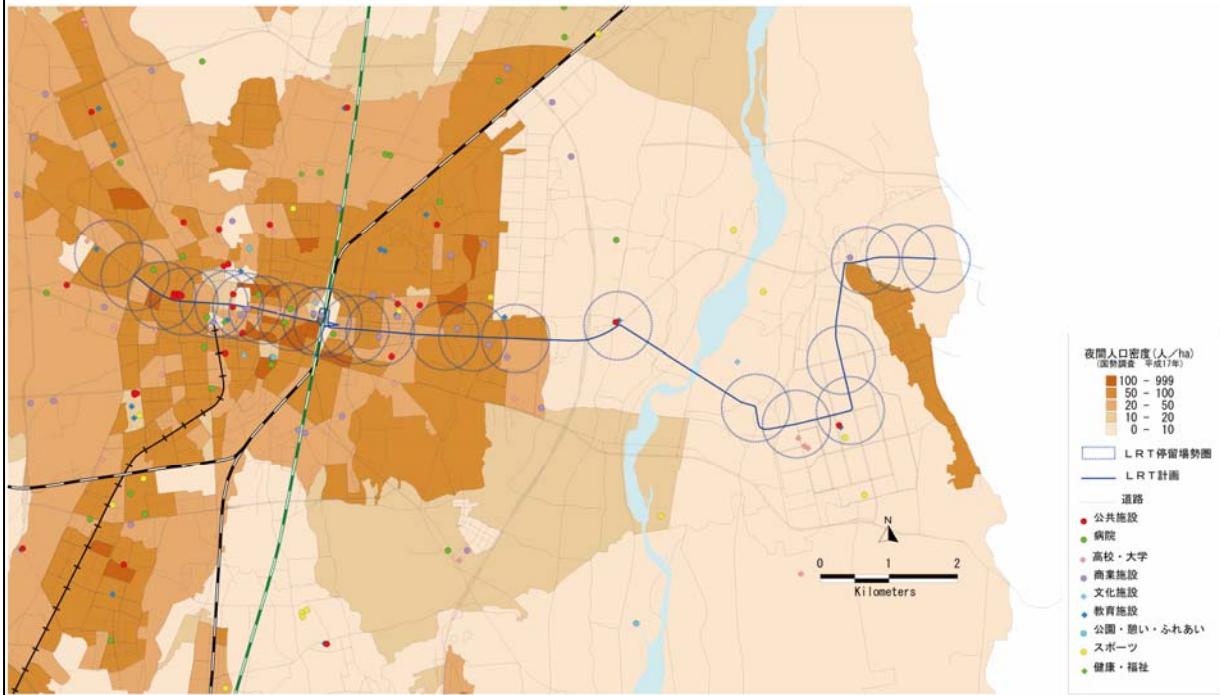 N
0 1 2
Kilometers
夜間人口密度(人/ha)
(国勢調査 平成17年)
100 - 999
50 - 100
20 - 50
10 - 20
0 - 10
LRT停留場勢圏
LRT計画
道路
公共施設
病院
高校・大学
商業施設
文化施設
教育施設
公園・憩い・ふれあい
スポーツ
健康・福祉